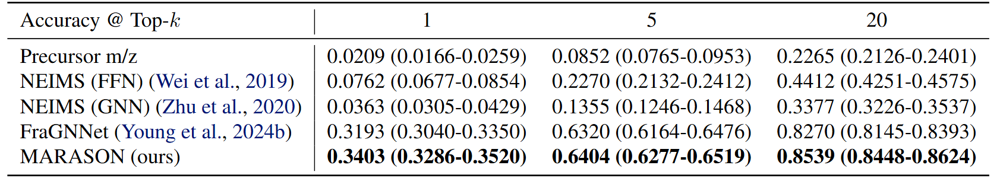 Accuracy @ Top-k 1 5 20
Precursor m/z 0.0209 (0.0166-0.0259) 0.0852 (0.0765-0.0953) 0.2265 (0.2126-0.2401)
NEIMS (FFN) (Wei et al., 2019) 0.0762 (0.0677-0.0854) 0.2270 (0.2132-0.2412) 0.4412 (0.4251-0.4575)
NEIMS (GNN) (Zhu et al., 2020) 0.0363 (0.0305-0.0429) 0.1355 (0.1246-0.1468) 0.3377 (0.3226-0.3537)
FraGNNet (Young et al., 2024b) 0.3193 (0.3040-0.3350) 0.6320 (0.6164-0.6476) 0.8270 (0.8145-0.8393)
MARASON (ours) 0.3403 (0.3286-0.3520) 0.6404 (0.6277-0.6519) 0.8539 (0.8448-0.8624)